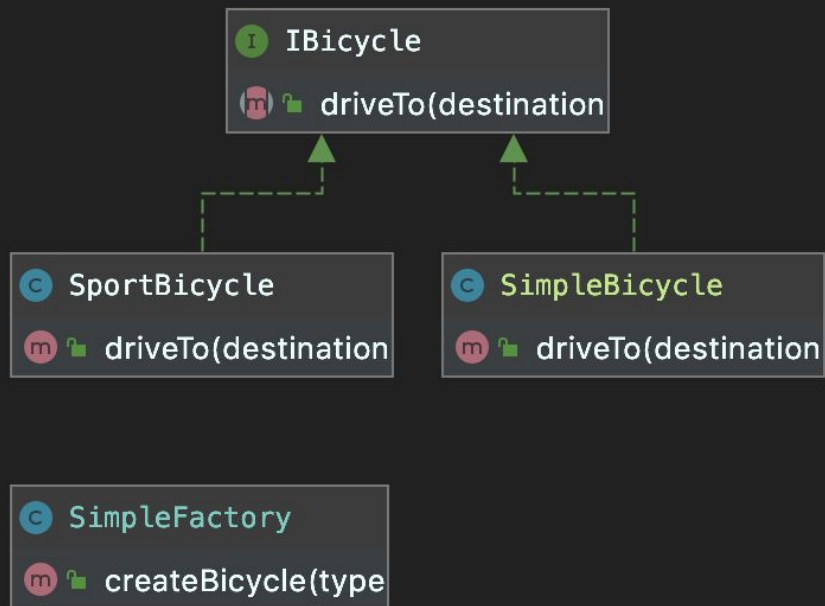 I IBicycle
m driveTo(destination
C SportBicycle
m driveTo(destination
C SimpleBicycle
m driveTo(destination
C SimpleFactory
m createBicycle(type